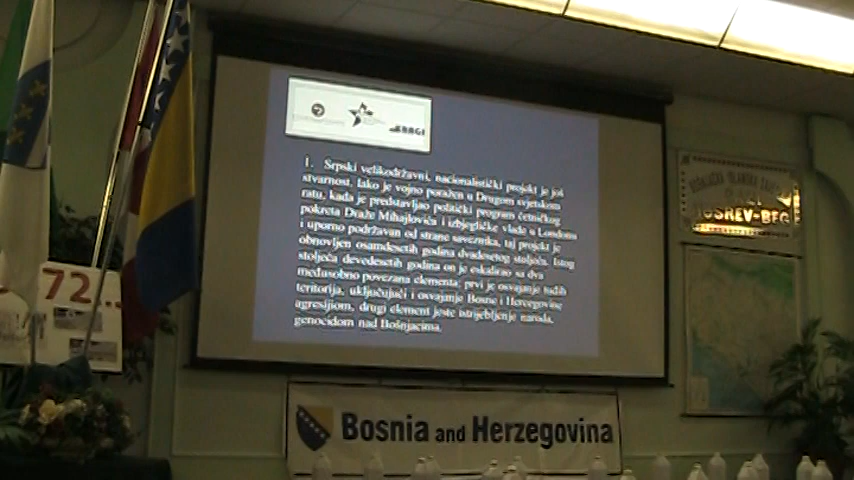 KBAGI
1. Srpski velikodržavni, nacionalistički projekt je još
stvarnost. Iako je vojno poražen u Drugom svjetskom
ratu, kada je predstavljao politički program četničkog
pokreta Draže Mihajlovića i izbjegličke vlade u Londonu
i uporno podržavan od strane saveznika, taj projekt je
obnovljen osamdesetih godina dvadesetog stoljeća. Istog
stoljeća devedesetih godina on je eskalirao sa dva
međusobno povezana elementa: prvi je osvajanje tuđih
teritorija, uključujući i osvajanje Bosne i Hercegovine
agresijom, drugi element jeste istrijebljenje naroda,
genocidom nad Bošnjacima.
72...
HUSREV-BEG
Bosnia and Herzegovina